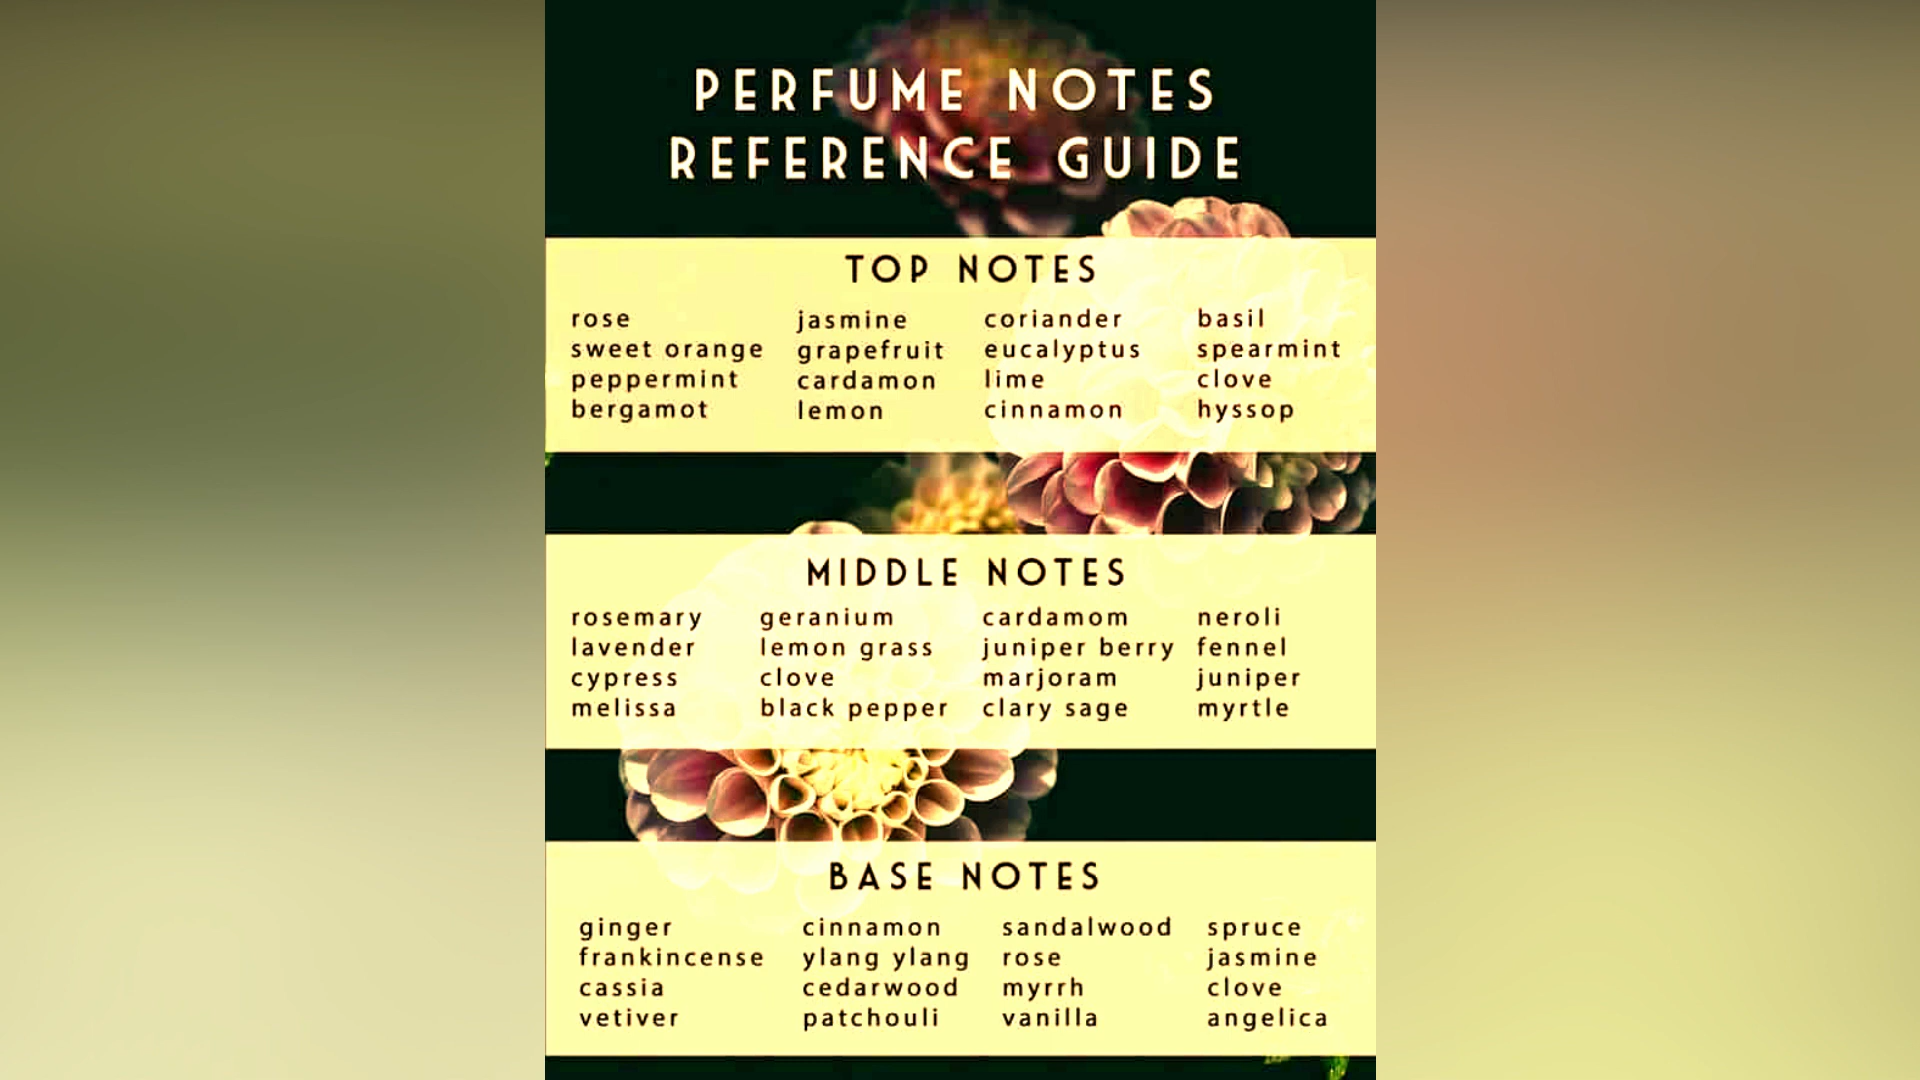 PERFUME NOTES
REFERENCE GUIDE
TOP NOTES
rose jasmine coriander basil
sweet orange grapefruit eucalyptus spearmint
peppermint cardamon lime clove
bergamot lemon cinnamon hyssop
MIDDLE NOTES
rosemary geranium cardamom neroli
lavender lemon grass juniper berry fennel
cypress clove marjoram juniper
melissa black pepper clary sage myrtle
BASE NOTES
ginger cinnamon sandalwood spruce
frankincense ylang ylang rose jasmine
cassia cedarwood myrrh clove
vetiver patchouli vanilla angelica